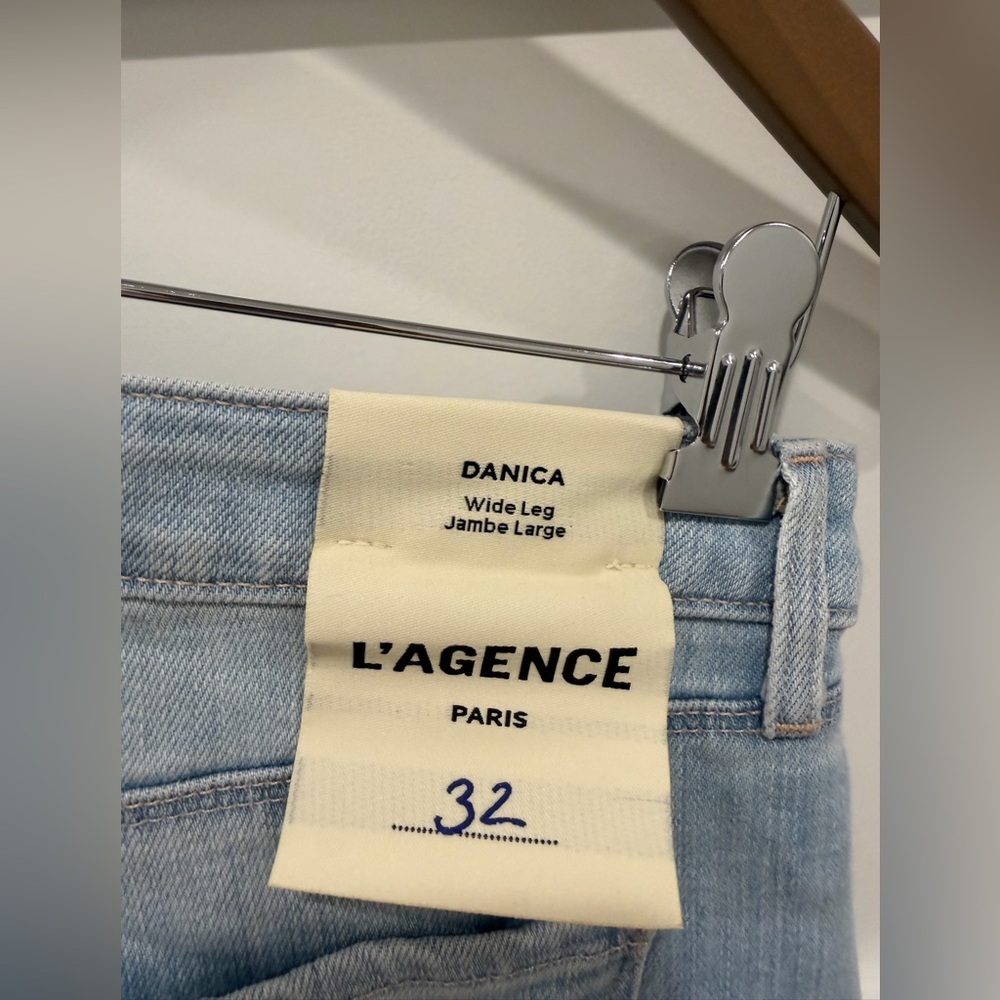 DANICA
Wide Leg
Jambe Large
L'AGENCE
PARIS
32